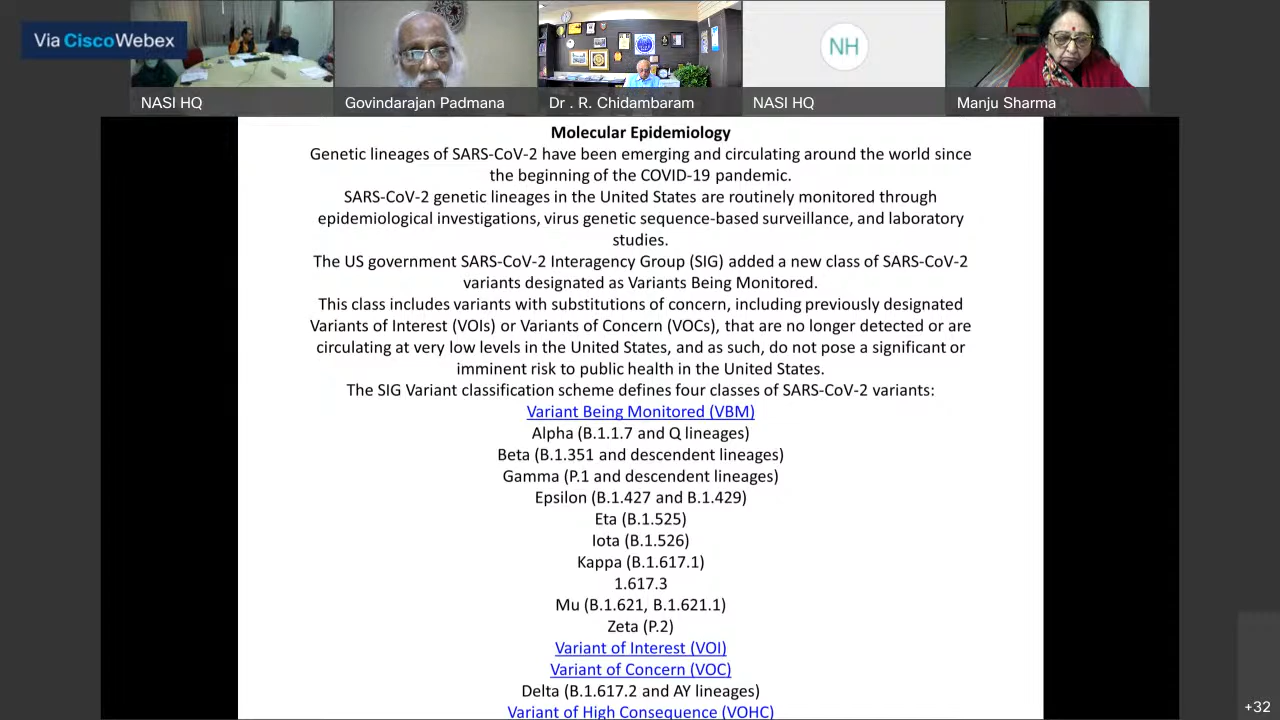 Via CiscoWebex
NASI HQ
Govindarajan Padmana
Dr . R. Chidambaram
NH
NASI HQ
Manju Sharma
Molecular Epidemiology
Genetic lineages of SARS-CoV-2 have been emerging and circulating around the world since
the beginning of the COVID-19 pandemic.
SARS-CoV-2 genetic lineages in the United States are routinely monitored through
epidemiological investigations, virus genetic sequence-based surveillance, and laboratory
studies.
The US government SARS-CoV-2 Interagency Group (SIG) added a new class of SARS-CoV-2
variants designated as Variants Being Monitored.
This class includes variants with substitutions of concern, including previously designated
Variants of Interest (VOIs) or Variants of Concern (VOCs), that are no longer detected or are
circulating at very low levels in the United States, and as such, do not pose a significant or
imminent risk to public health in the United States.
The SIG Variant classification scheme defines four classes of SARS-CoV-2 variants:
Variant Being Monitored (VBM)
Alpha (B.1.1.7 and Q lineages)
Beta (B.1.351 and descendent lineages)
Gamma (P.1 and descendent lineages)
Epsilon (B.1.427 and B.1.429)
Eta (B.1.525)
Iota (B.1.526)
Kappa (B.1.617.1)
1.617.3
Mu (B.1.621, B.1.621.1)
Zeta (P.2)
Variant of Interest (VOI)
Variant of Concern (VOC)
Delta (B.1.617.2 and AY lineages)
Variant of High Consequence (VOHC)
+32